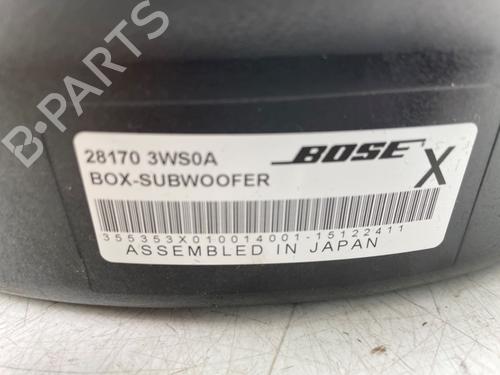 B-PARTS
28170 3WS0A BOSE X
BOX-SUBWOOFER
355353X010014001-15122411
ASSEMBLED IN JAPAN